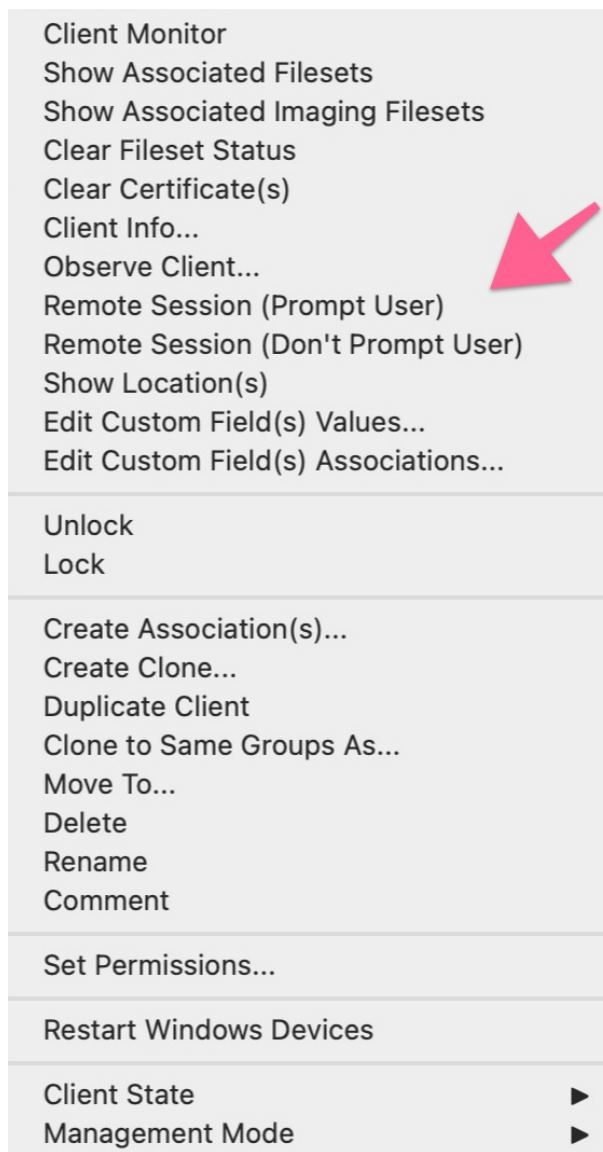 Client Monitor
Show Associated Filesets
Show Associated Imaging Filesets
Clear Fileset Status
Clear Certificate(s)
Client Info...
Observe Client...
Remote Session (Prompt User)
Remote Session (Don't Prompt User)
Show Location(s)
Edit Custom Field(s) Values...
Edit Custom Field(s) Associations...
Unlock
Lock
Create Association(s)...
Create Clone...
Duplicate Client
Clone to Same Groups As...
Move To...
Delete
Rename
Comment
Set Permissions...
Restart Windows Devices
Client State
Management Mode